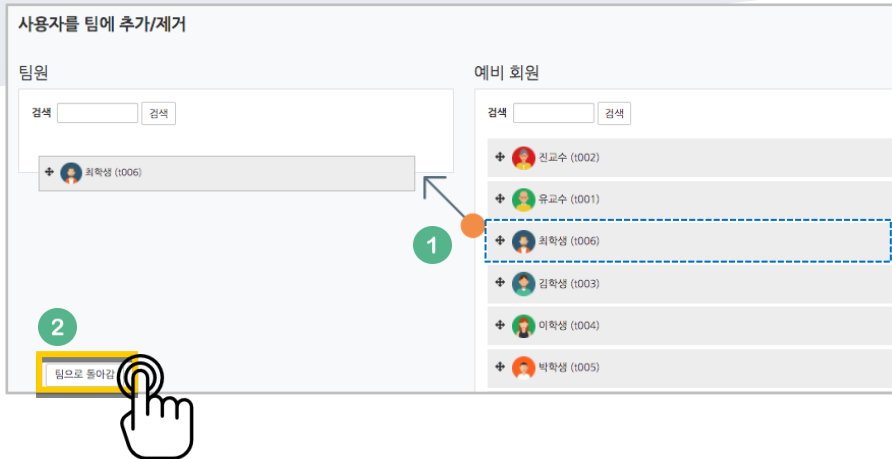 사용자를 팀에 추가/제거
팀원
검색 검색
최학생 (t006)
1
2
팀으로 돌아감
예비 회원
검색 검색
진교수 (t002)
유교수 (t001)
최학생 (t006)
김학생 (t003)
이학생 (t004)
박학생 (t005)